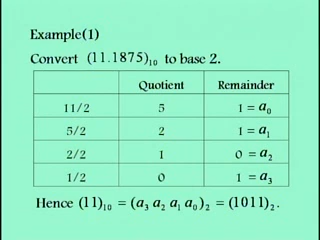 Example(1)
Convert (11.1875)₁₀ to base 2.
Quotient Remainder
11/2 5 1 = a₀
5/2 2 1 = a₁
2/2 1 0 = a₂
1/2 0 1 = a₃
Hence (11)₁₀ = (a₃ a₂ a₁ a₀)₂ = (1011)₂.